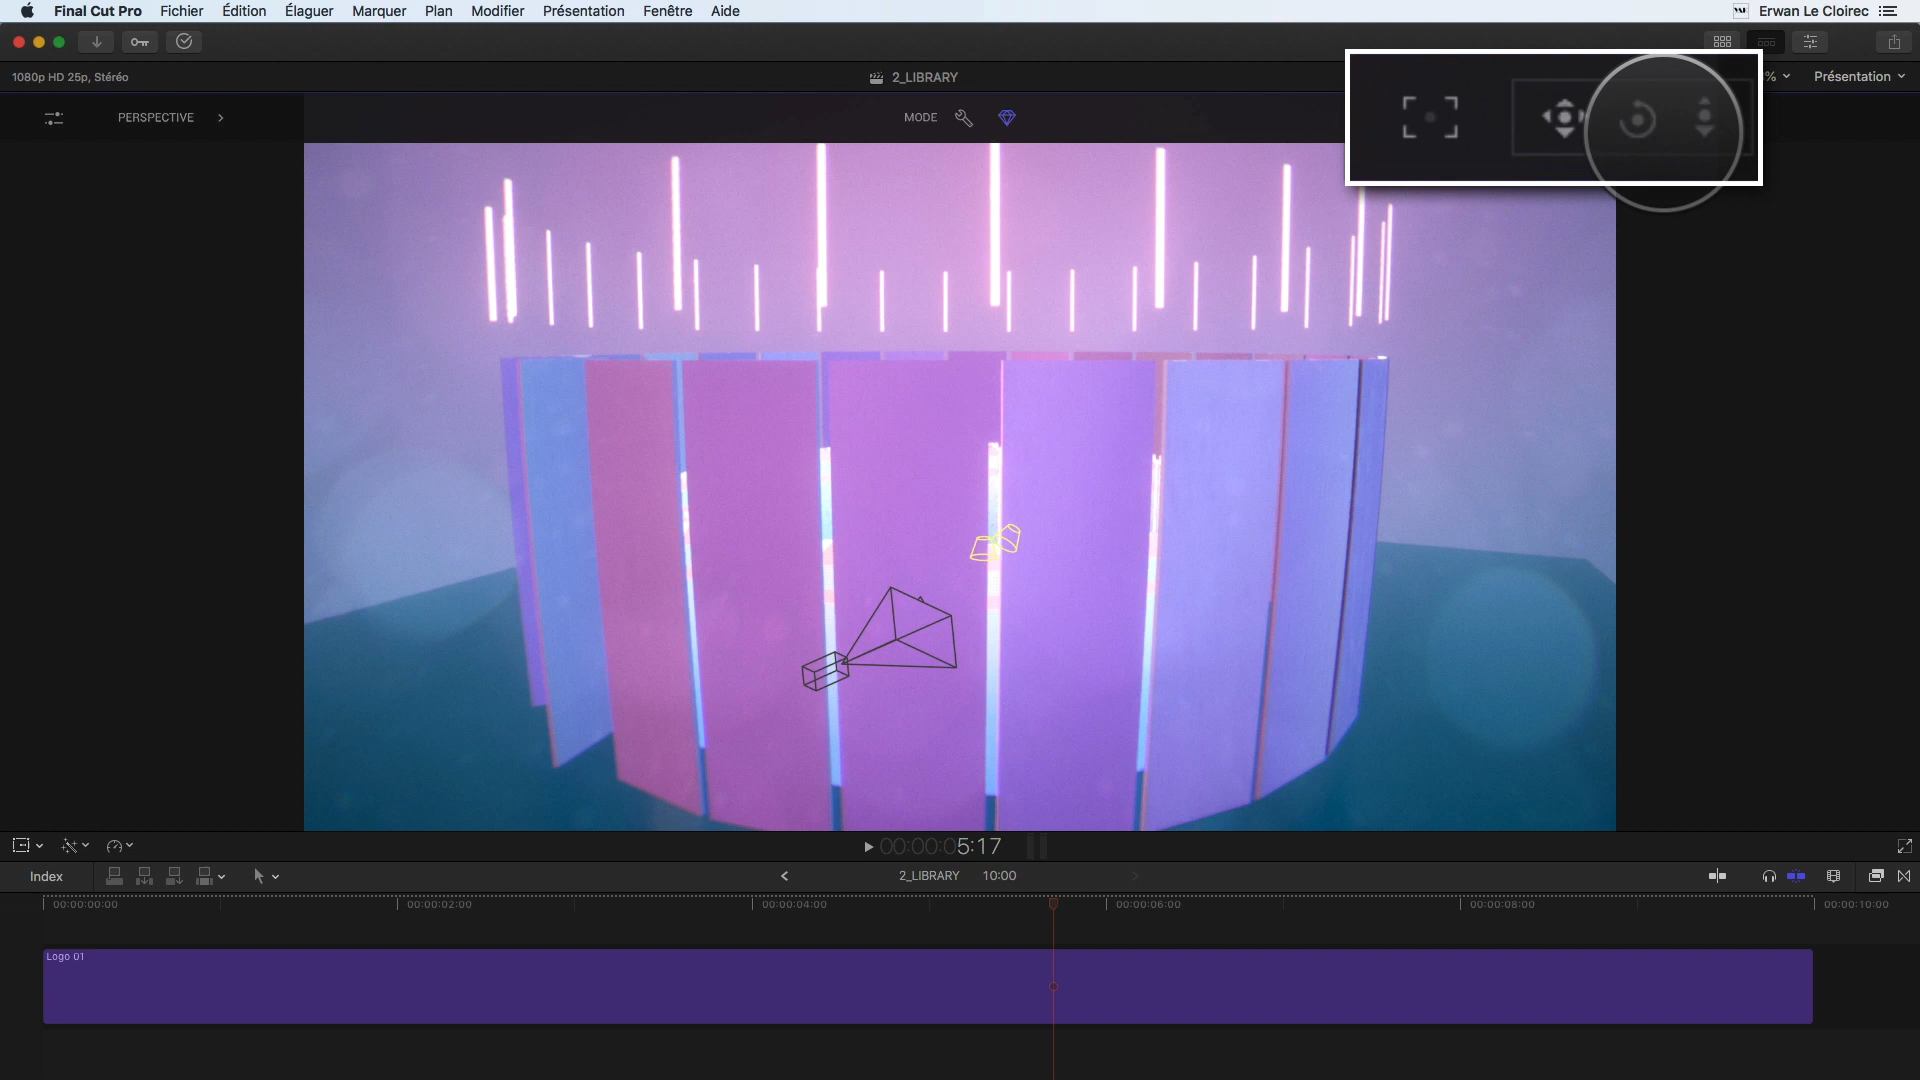 Final Cut Pro Fichier Édition Élaguer Marquer Plan Modifier Présentation Fenêtre Aide Erwan Le Cloirec
1080p HD 25p, Stéréo 2_LIBRARY % Présentation
PERSPECTIVE MODE
00:00:05:17
Index 2_LIBRARY 10:00
00:00:00:00 00:00:02:00 00:00:04:00 00:00:06:00 00:00:08:00 00:00:10:00
Logo 01